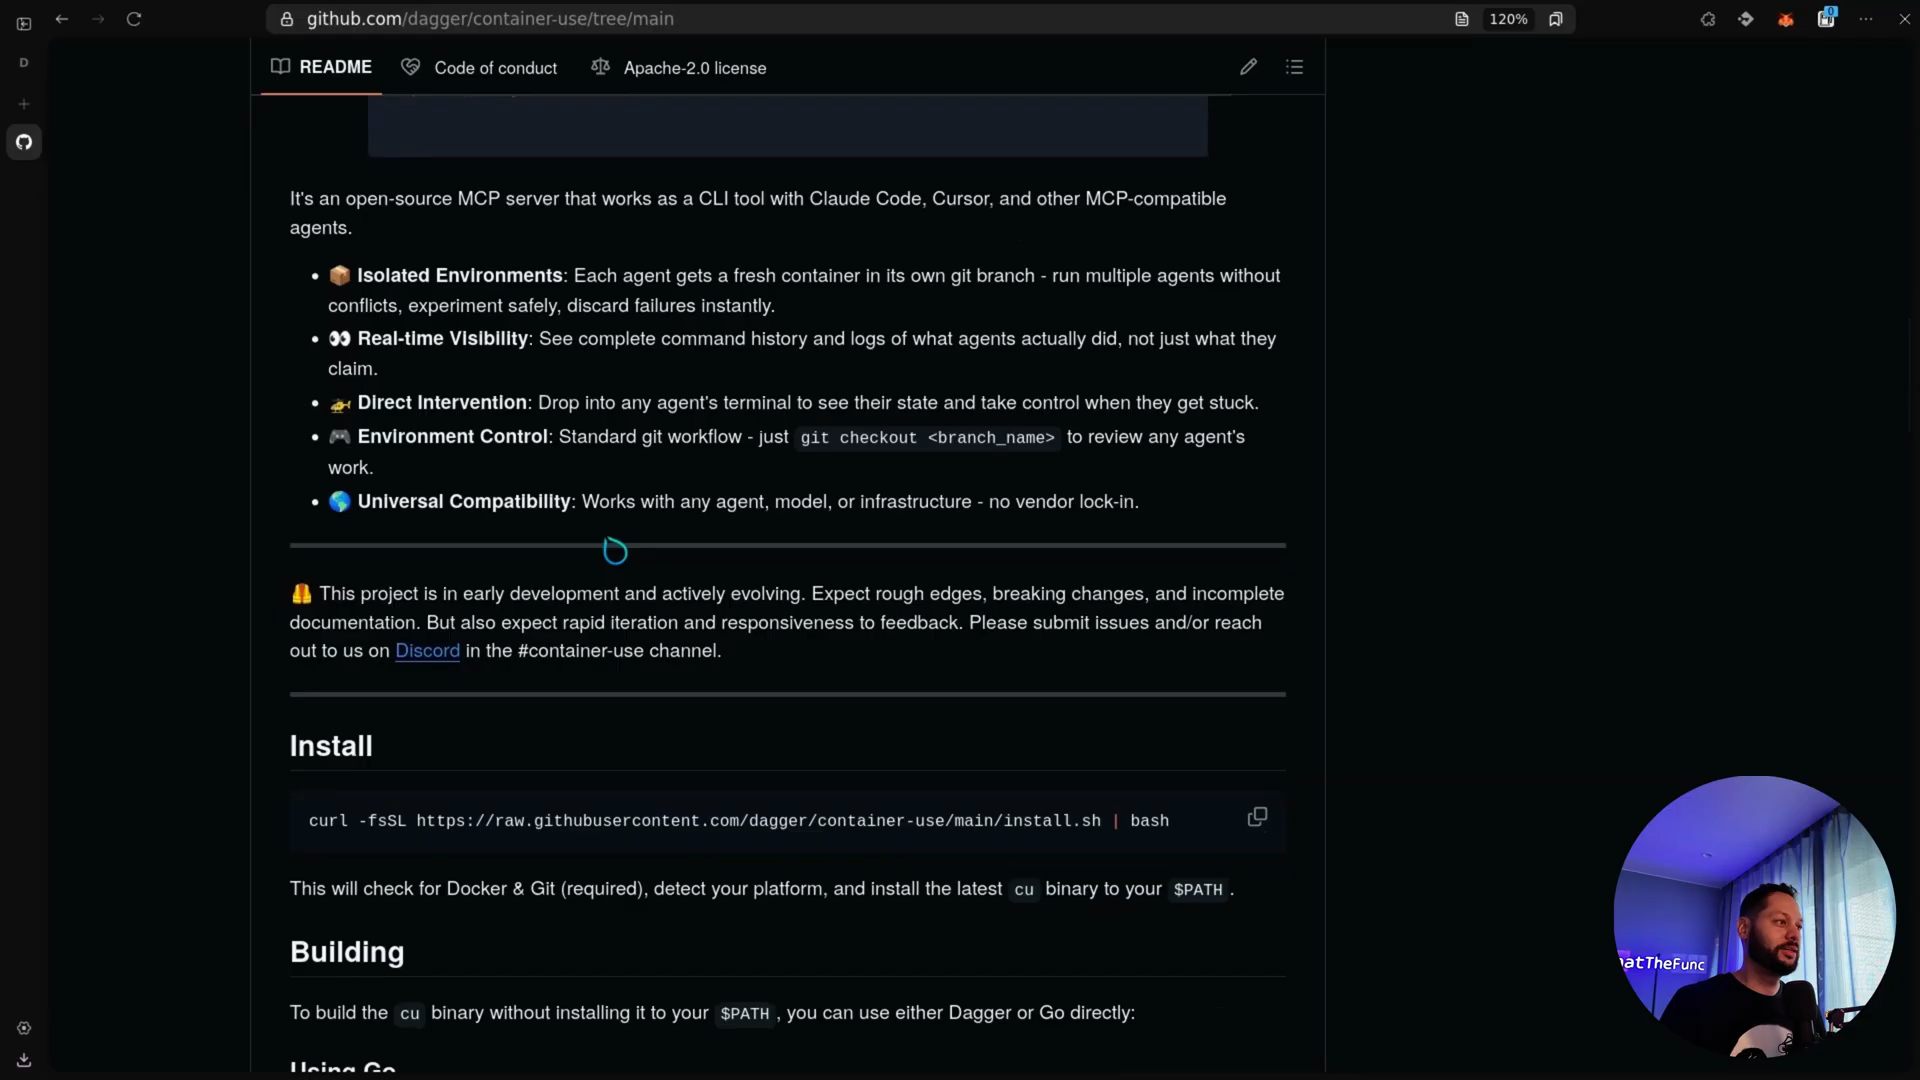 github.com/dagger/container-use/tree/main
120%
0
D
README
Code of conduct
Apache-2.0 license
It's an open-source MCP server that works as a CLI tool with Claude Code, Cursor, and other MCP-compatible
agents.
• 📦 Isolated Environments: Each agent gets a fresh container in its own git branch - run multiple agents without
conflicts, experiment safely, discard failures instantly.
• 👀 Real-time Visibility: See complete command history and logs of what agents actually did, not just what they
claim.
• 🚁 Direct Intervention: Drop into any agent's terminal to see their state and take control when they get stuck.
• 🎮 Environment Control: Standard git workflow - just git checkout <branch_name> to review any agent's
work.
• 🌎 Universal Compatibility: Works with any agent, model, or infrastructure - no vendor lock-in.
🦺 This project is in early development and actively evolving. Expect rough edges, breaking changes, and incomplete
documentation. But also expect rapid iteration and responsiveness to feedback. Please submit issues and/or reach
out to us on Discord in the #container-use channel.
Install
curl -fsSL https://raw.githubusercontent.com/dagger/container-use/main/install.sh | bash
This will check for Docker & Git (required), detect your platform, and install the latest cu binary to your $PATH.
Building
To build the cu binary without installing it to your $PATH, you can use either Dagger or Go directly:
Using Go
atTheFunc